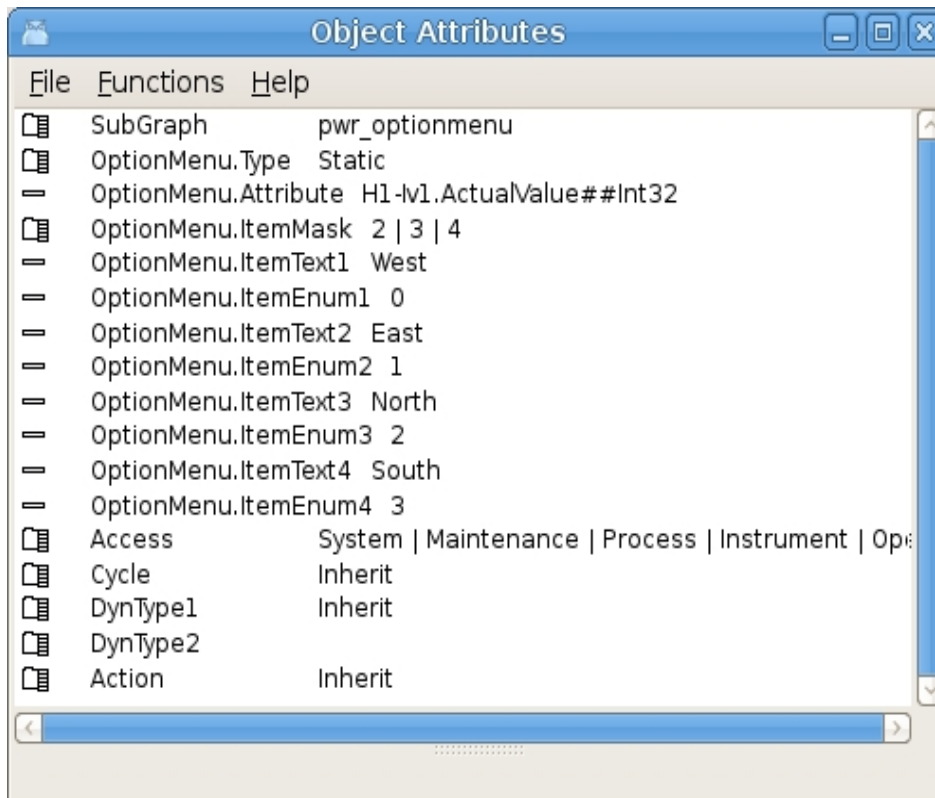 Object Attributes
File Functions Help
SubGraph pwr_optionmenu
OptionMenu.Type Static
OptionMenu.Attribute H1-Iv1.ActualValue##Int32
OptionMenu.ItemMask 2 | 3 | 4
OptionMenu.ItemText1 West
OptionMenu.ItemEnum1 0
OptionMenu.ItemText2 East
OptionMenu.ItemEnum2 1
OptionMenu.ItemText3 North
OptionMenu.ItemEnum3 2
OptionMenu.ItemText4 South
OptionMenu.ItemEnum4 3
Access System | Maintenance | Process | Instrument | Ope
Cycle Inherit
DynType1 Inherit
DynType2
Action Inherit